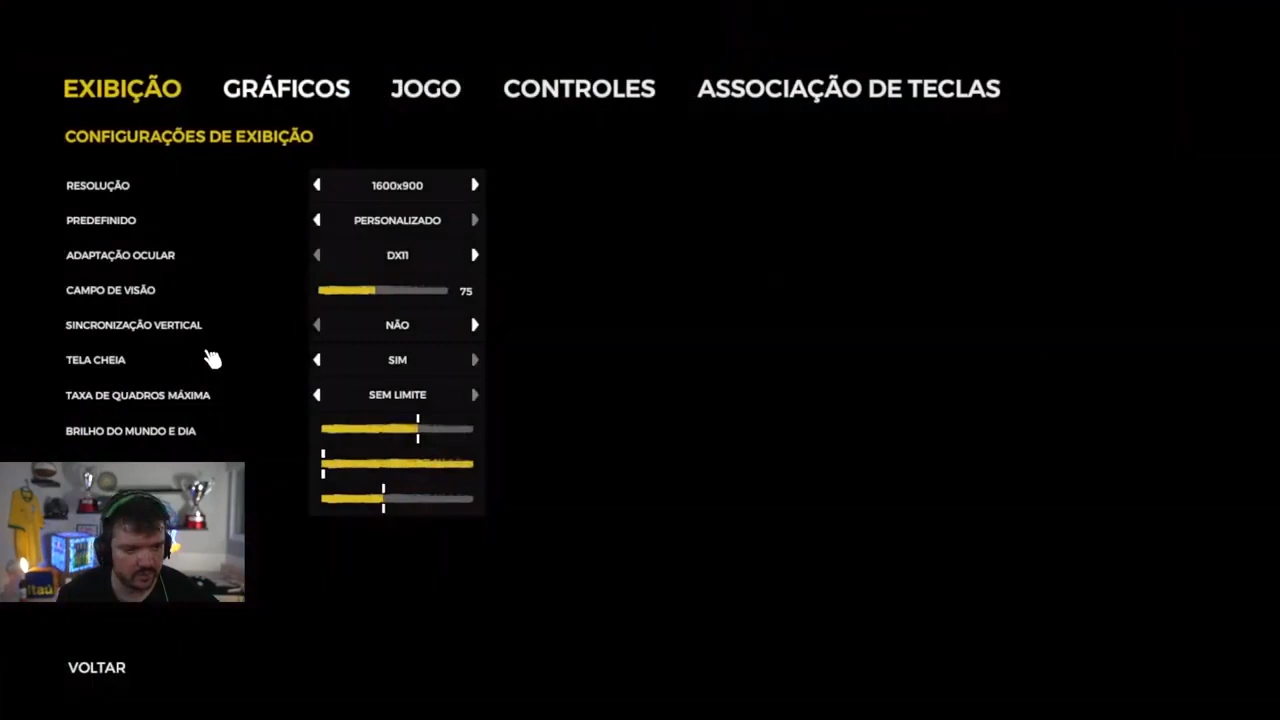 EXIBIÇÃO GRÁFICOS JOGO CONTROLES ASSOCIAÇÃO DE TECLAS
CONFIGURAÇÕES DE EXIBIÇÃO
RESOLUÇÃO 1600x900
PREDEFINIDO PERSONALIZADO
ADAPTAÇÃO OCULAR DX11
CAMPO DE VISÃO 75
SINCRONIZAÇÃO VERTICAL NÃO
TELA CHEIA SIM
TAXA DE QUADROS MÁXIMA SEM LIMITE
BRILHO DO MUNDO E DIA
Itaú
VOLTAR